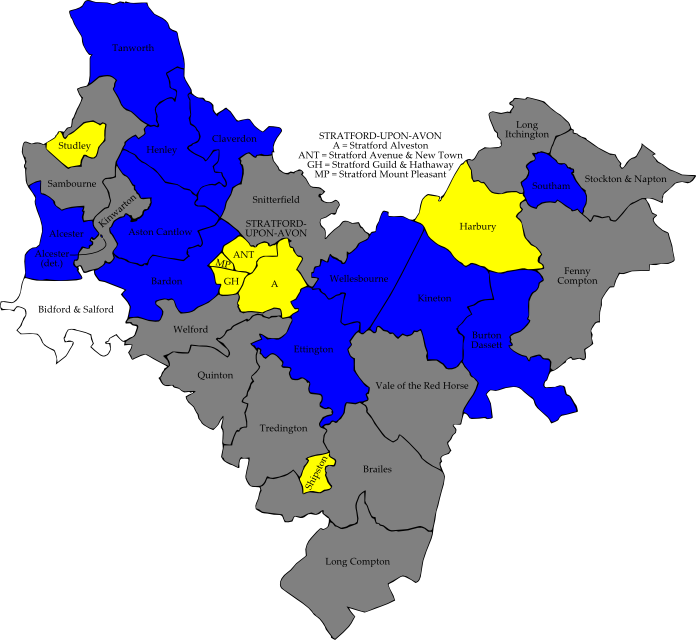 Tanworth
Long
Itchington
STRATFORD-UPON-AVON
A = Stratford Alveston
ANT = Stratford Avenue & New Town
GH = Stratford Guild & Hathaway
MP = Stratford Mount Pleasant
Studley
Henley
Claverdon
Sambourne
Kinwarton
Snitterfield
Southam
Stockton & Napton
Alcester
Aston Cantlow
STRATFORD-
UPON-AVON
Harbury
Alcester
(det.)
MP
ANT
GH
A
Bardon
Wellesbourne
Kineton
Fenny
Compton
Bidford & Salford
Welford
Ettington
Burton
Dassett
Quinton
Vale of the Red Horse
Tredington
Shipston
Brailes
Long Compton